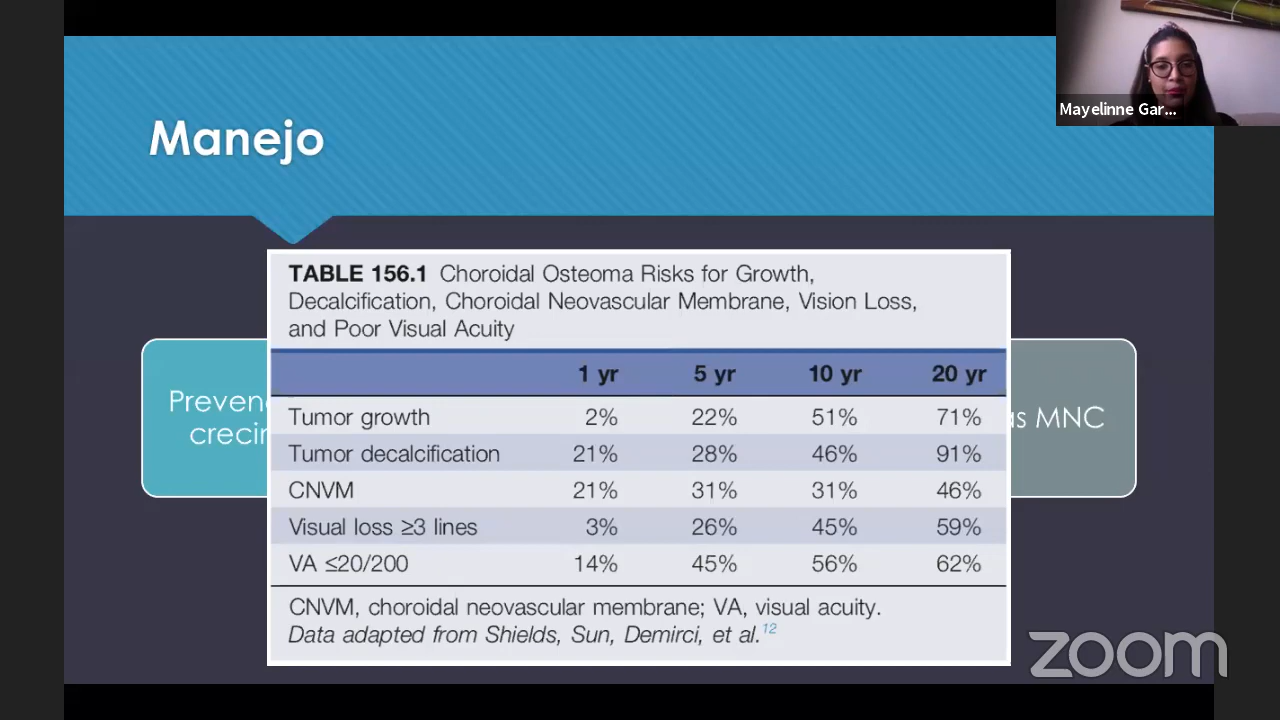 Mayelinne Gar...
Manejo
TABLE 156.1 Choroidal Osteoma Risks for Growth,
Decalcification, Choroidal Neovascular Membrane, Vision Loss,
and Poor Visual Acuity
1 yr 5 yr 10 yr 20 yr
Tumor growth 2% 22% 51% 71%
Tumor decalcification 21% 28% 46% 91%
CNVM 21% 31% 31% 46%
Visual loss ≥3 lines 3% 26% 45% 59%
VA ≤20/200 14% 45% 56% 62%
CNVM, choroidal neovascular membrane; VA, visual acuity.
Data adapted from Shields, Sun, Demirci, et al.12
MNC
zoom